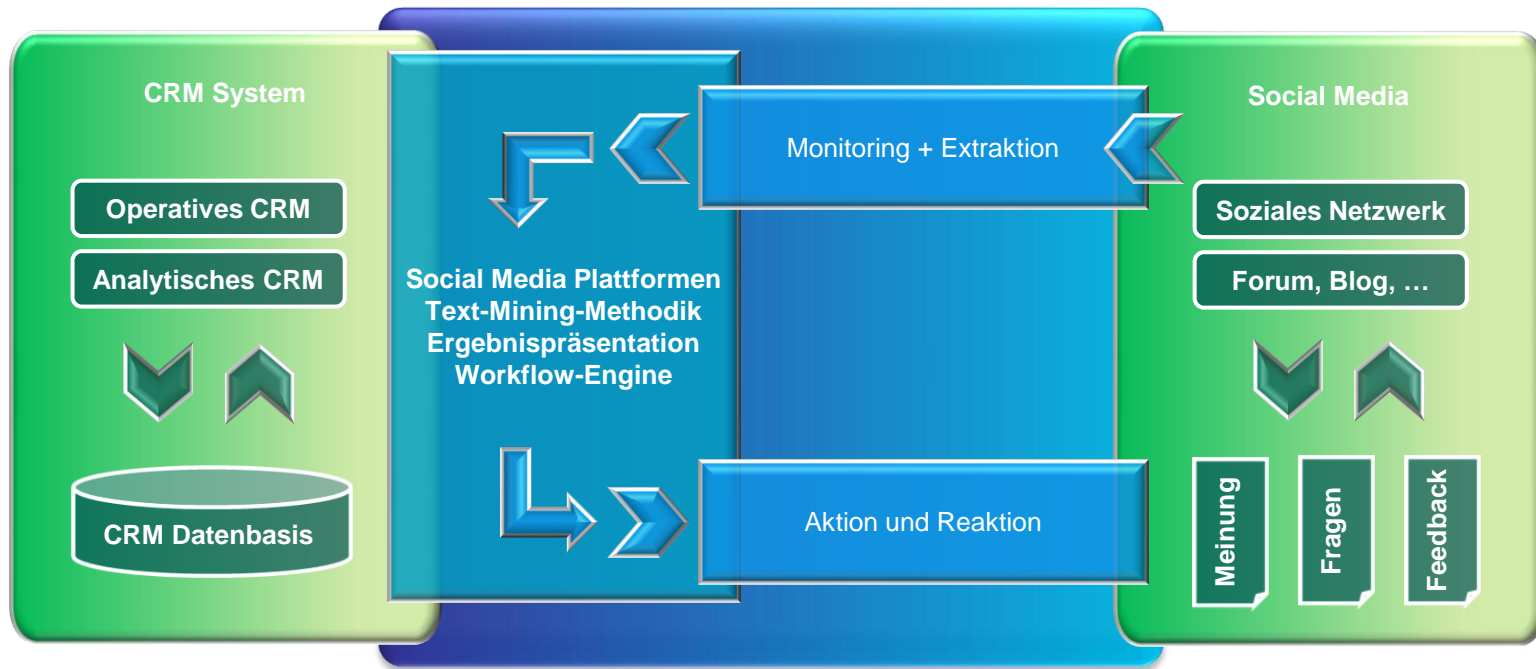 CRM System
Operatives CRM
Analytisches CRM
CRM Datenbasis
Social Media Plattformen
Text-Mining-Methodik
Ergebnispräsentation
Workflow-Engine
Monitoring + Extraktion
Aktion und Reaktion
Social Media
Soziales Netzwerk
Forum, Blog, …
Meinung
Fragen
Feedback